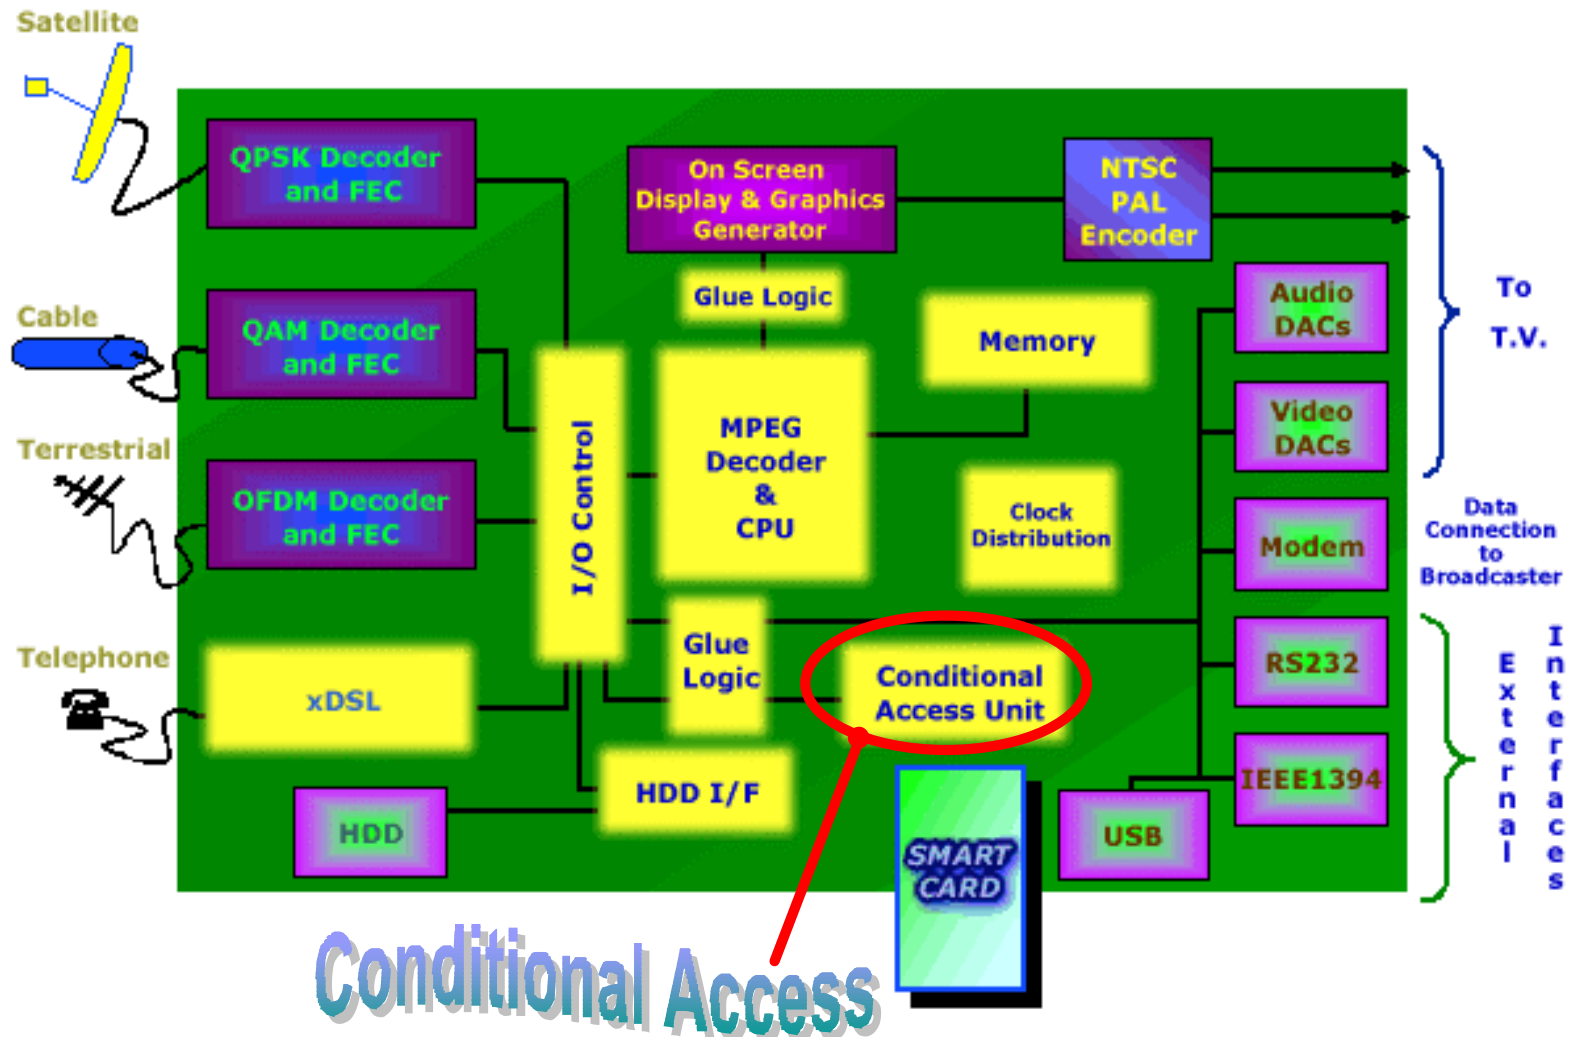 Satellite
QPSK Decoder
and FEC
On Screen
Display & Graphics
Generator
NTSC
PAL
Encoder
Glue Logic
Audio
DACs
To
T.V.
Cable
QAM Decoder
and FEC
Memory
Video
DACs
MPEG
Decoder
&
CPU
I/O Control
Terrestrial
OFDM Decoder
and FEC
Clock
Distribution
Modem
Data
Connection
to
Broadcaster
Telephone
xDSL
Glue
Logic
Conditional
Access Unit
RS232
External
Interfaces
HDD I/F
HDD
IEEE1394
USB
SMART
CARD
Conditional Access